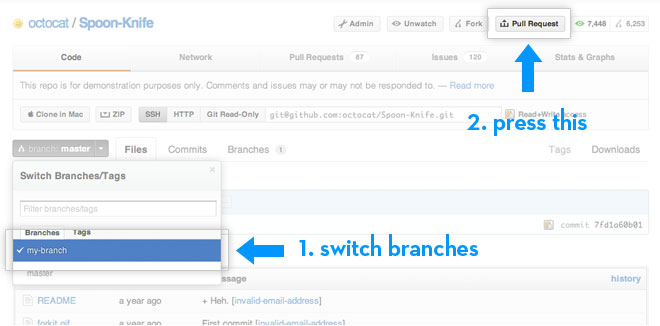 octocat / Spoon-Knife
Admin Unwatch Fork Pull Request 7,448 6,253
Code Network Pull Requests 87 Issues 120 Stats & Graphs
This repo is for demonstration purposes only. Comments and issues may or may not be responded to. — Read more
Clone in Mac ZIP SSH HTTP Git Read-Only git@github.com:octocat/Spoon-Knife.git Read+Write access
2. press this
branch: master Files Commits Branches 1 Tags Downloads
Switch Branches/Tags ×
Filter branches/tags
commit 7fd1a60b01
Branches Tags
my-branch
1. switch branches
master
message history
README a year ago + Heh. [invalid-email-address]
forkit.gif a year ago First commit [invalid-email-address]